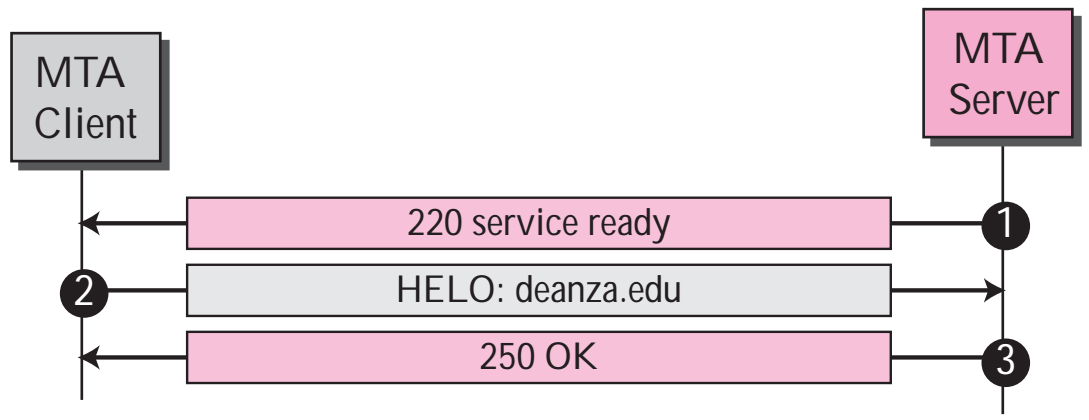 MTA
Client
MTA
Server
220 service ready
1
2
HELO: deanza.edu
250 OK
3